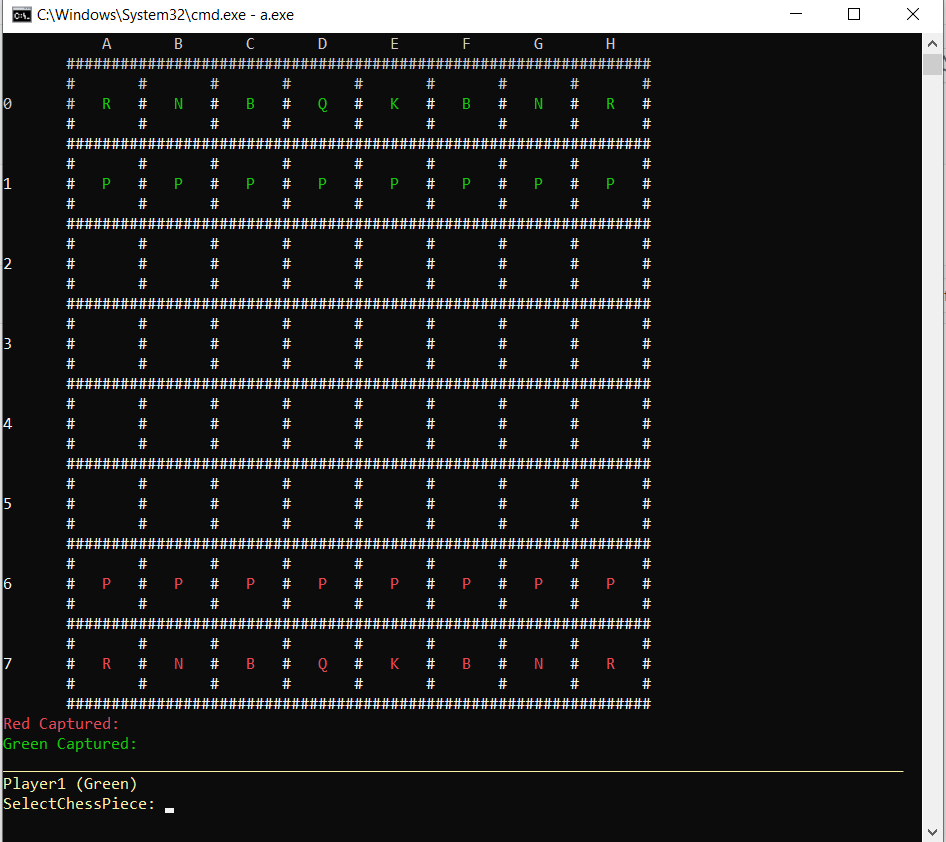 C:\Windows\System32\cmd.exe - a.exe
A B C D E F G H
#################################################################
# # # # # # # # #
0 # R # N # B # Q # K # B # N # R #
# # # # # # # # #
#################################################################
# # # # # # # # #
1 # P # P # P # P # P # P # P # P #
# # # # # # # # #
#################################################################
# # # # # # # # #
2 # # # # # # # # #
# # # # # # # # #
#################################################################
# # # # # # # # #
3 # # # # # # # # #
# # # # # # # # #
#################################################################
# # # # # # # # #
4 # # # # # # # # #
# # # # # # # # #
#################################################################
# # # # # # # # #
5 # # # # # # # # #
# # # # # # # # #
#################################################################
# # # # # # # # #
6 # P # P # P # P # P # P # P # P #
# # # # # # # # #
#################################################################
# # # # # # # # #
7 # R # N # B # Q # K # B # N # R #
# # # # # # # # #
#################################################################
Red Captured:
Green Captured:
Player1 (Green)
SelectChessPiece: